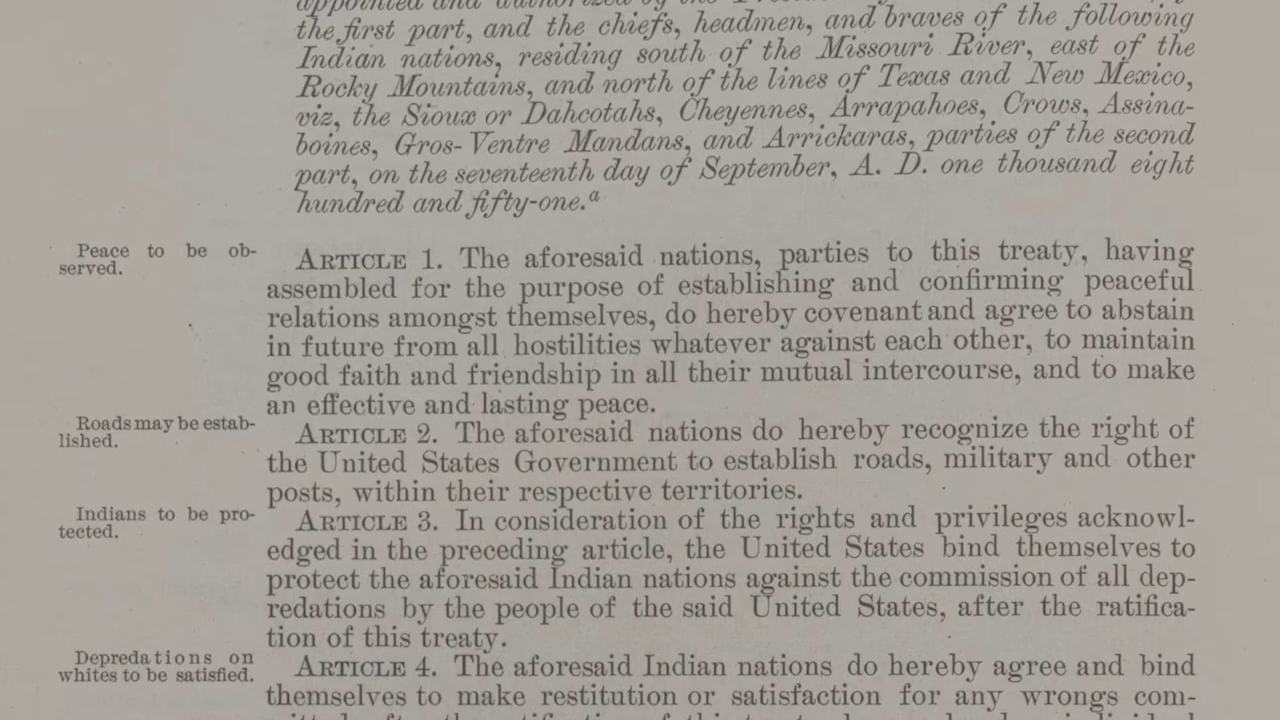 appointed and authorized by the
the first part, and the chiefs, headmen, and braves of the following
Indian nations, residing south of the Missouri River, east of the
Rocky Mountains, and north of the lines of Texas and New Mexico,
viz, the Sioux or Dahcotahs, Cheyennes, Arrapahoes, Crows, Assina-
boines, Gros-Ventre Mandans, and Arrickaras, parties of the second
part, on the seventeenth day of September, A. D. one thousand eight
hundred and fifty-one.a
Peace to be ob-
served.
ARTICLE 1. The aforesaid nations, parties to this treaty, having
assembled for the purpose of establishing and confirming peaceful
relations amongst themselves, do hereby covenant and agree to abstain
in future from all hostilities whatever against each other, to maintain
good faith and friendship in all their mutual intercourse, and to make
an effective and lasting peace.
Roads may be estab-
lished.
ARTICLE 2. The aforesaid nations do hereby recognize the right of
the United States Government to establish roads, military and other
posts, within their respective territories.
Indians to be pro-
tected.
ARTICLE 3. In consideration of the rights and privileges acknowl-
edged in the preceding article, the United States bind themselves to
protect the aforesaid Indian nations against the commission of all dep-
redations by the people of the said United States, after the ratifica-
tion of this treaty.
Depredations on
whites to be satisfied.
ARTICLE 4. The aforesaid Indian nations do hereby agree and bind
themselves to make restitution or satisfaction for any wrongs com-